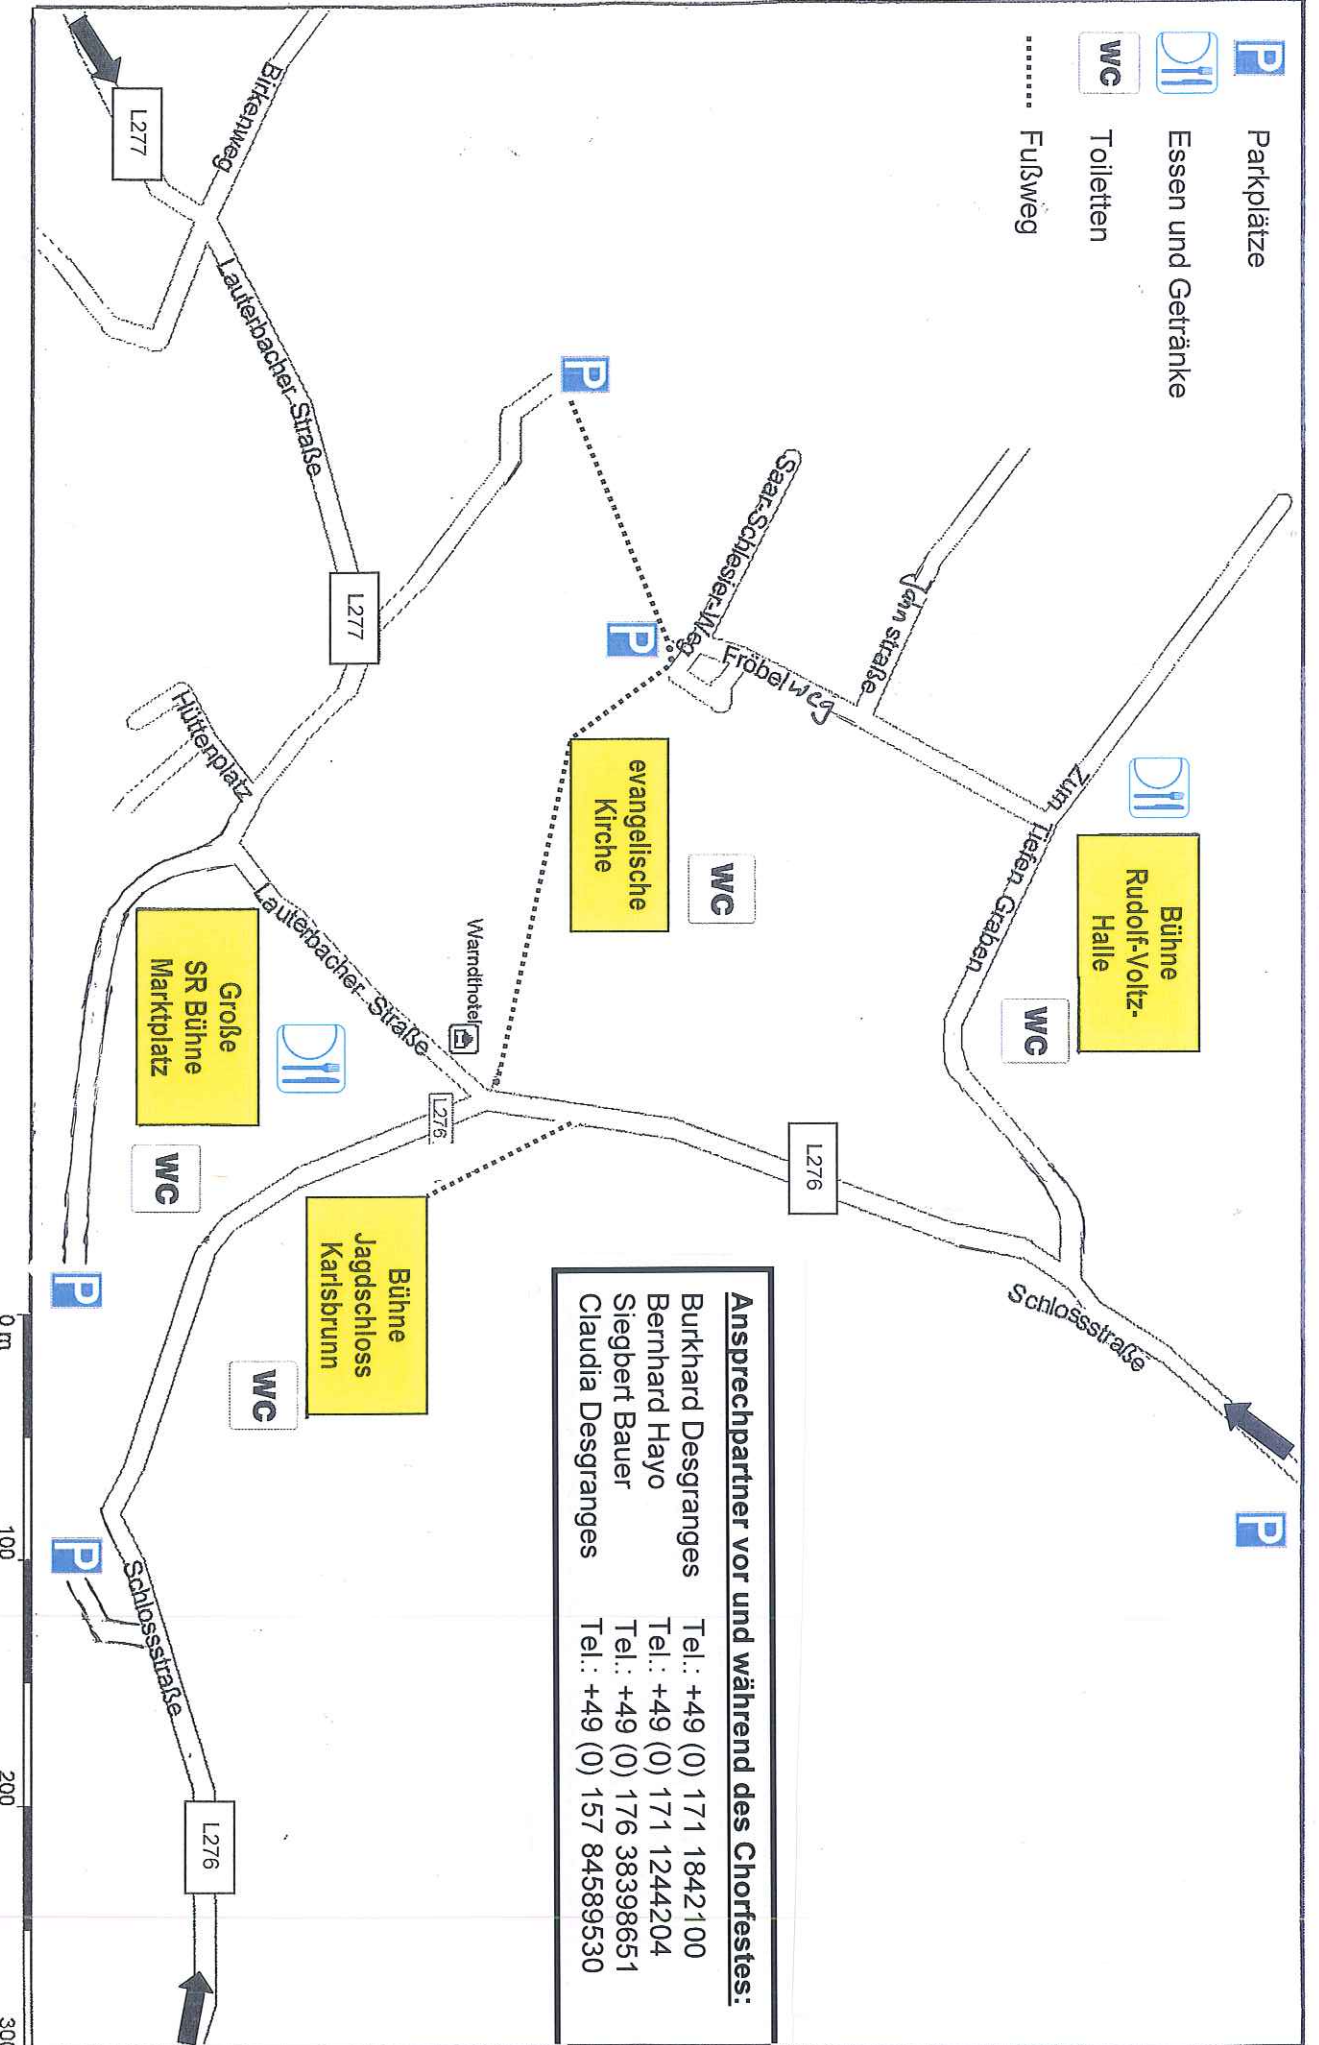 P Parkplätze
Essen und Getränke
WC Toiletten
Fußweg
Birkenweg
L277
Lauterbacher Straße
P
L277
Saar-Schlesier-Weg
P
Fröbelweg
Jahnstraße
Zum Tiefen Graben
Hüttenplatz
Bühne
Rudolf-Voltz-
Halle
WC
evangelische
Kirche
WC
Lauterbacher Straße
Warndthotel
Große
SR Bühne
Marktplatz
WC
P
L276
L276
Bühne
Jagdschloss
Karlsbrunn
WC
Schlossstraße
P
Ansprechpartner vor und während des Chorfestes:
Burkhard Desgranges Tel.: +49 (0) 171 1842100
Bernhard Hayo Tel.: +49 (0) 171 1244204
Siegbert Bauer Tel.: +49 (0) 176 38398651
Claudia Desgranges Tel.: +49 (0) 157 84589530
P
Schlossstraße
L276
0 m 100 200 300